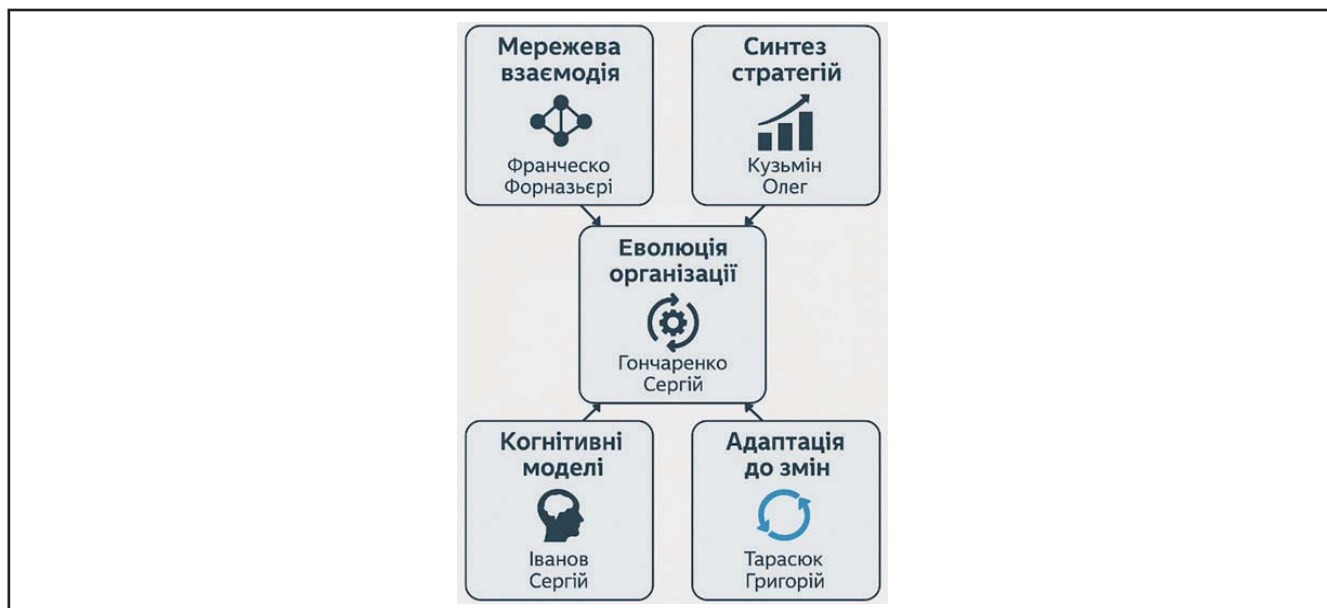 Мережева
взаємодія
Франческо
Форназьєрі
Синтез
стратегій
Кузьмін
Олег
Еволюція
організації
Гончаренко
Сергій
Когнітивні
моделі
Іванов
Сергій
Адаптація
до змін
Тарасюк
Григорій